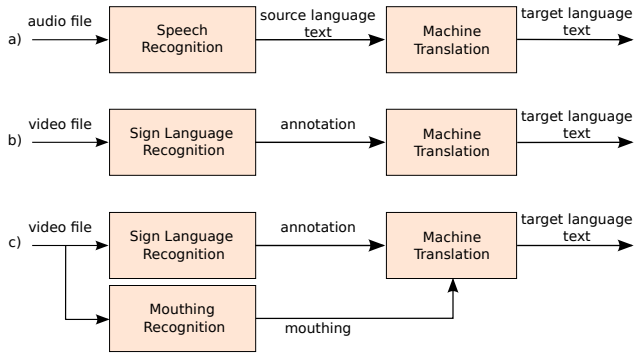 a)
audio file
Speech
Recognition
source language
text
Machine
Translation
target language
text
b)
video file
Sign Language
Recognition
annotation
Machine
Translation
target language
text
c)
video file
Sign Language
Recognition
annotation
Machine
Translation
target language
text
Mouthing
Recognition
mouthing